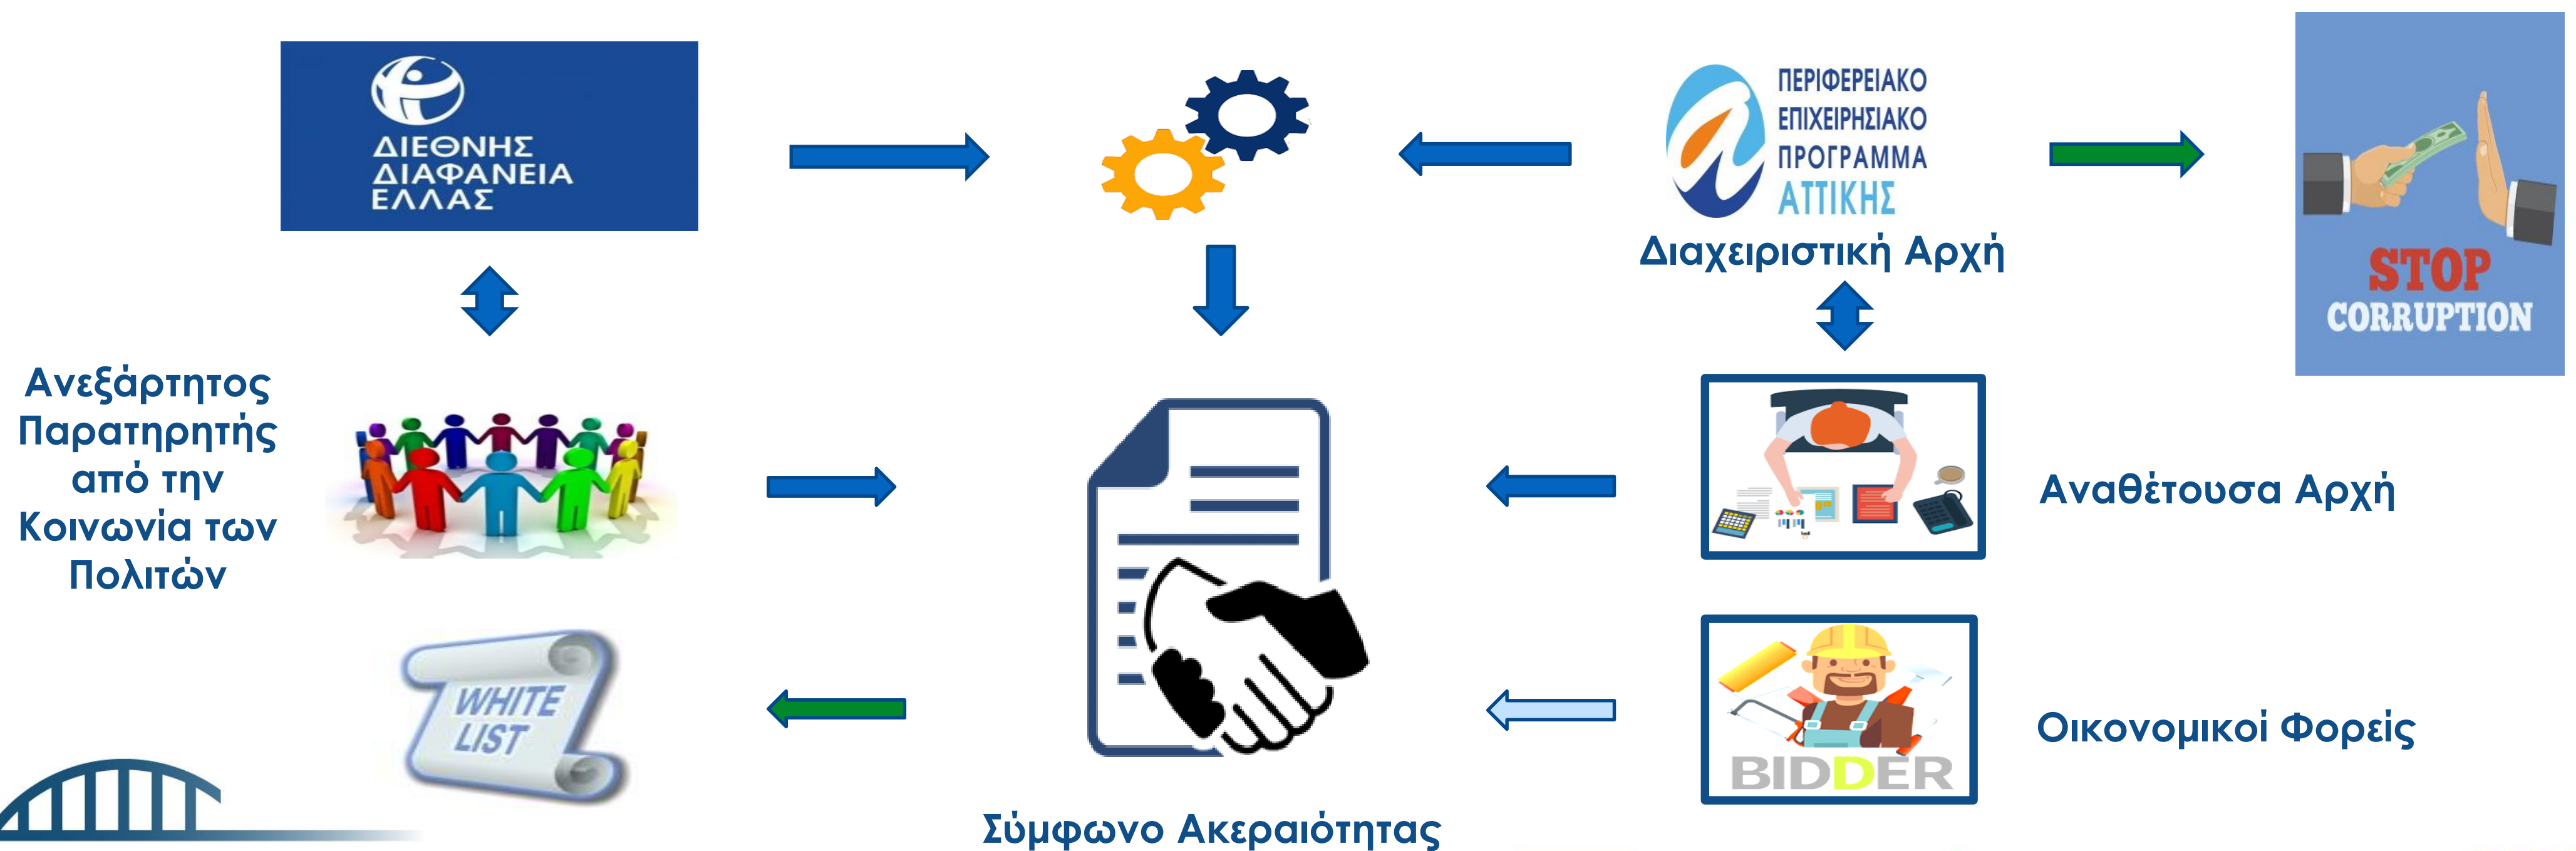 ΔΙΕΘΝΗΣ
ΔΙΑΦΑΝΕΙΑ
ΕΛΛΑΣ
ΠΕΡΙΦΕΡΕΙΑΚΟ
ΕΠΙΧΕΙΡΗΣΙΑΚΟ
ΠΡΟΓΡΑΜΜΑ
ΑΤΤΙΚΗΣ
Διαχειριστική Αρχή
STOP
CORRUPTION
Ανεξάρτητος
Παρατηρητής
από την
Κοινωνία των
Πολιτών
Αναθέτουσα Αρχή
WHITE
LIST
BIDDER
Οικονομικοί Φορείς
Σύμφωνο Ακεραιότητας